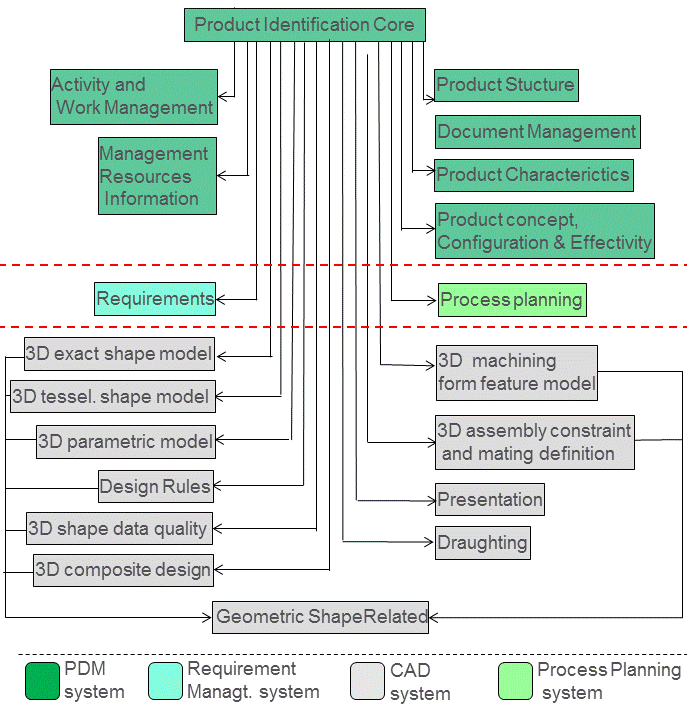 Product Identification Core
Activity and
Work Management
Management
Resources
Information
Product Stucture
Document Management
Product Charaterictics
Product concept,
Configuration & Effectivity
Requirements
Process planning
3D exact shape model
3D tessel. shape model
3D parametric model
Design Rules
3D shape data quality
3D composite design
3D machining
form feature model
3D assembly constraint
and mating definition
Presentation
Draughting
Geometric ShapeRelated
PDM
system
Requirement
Managt. system
CAD
system
Process Planning
system